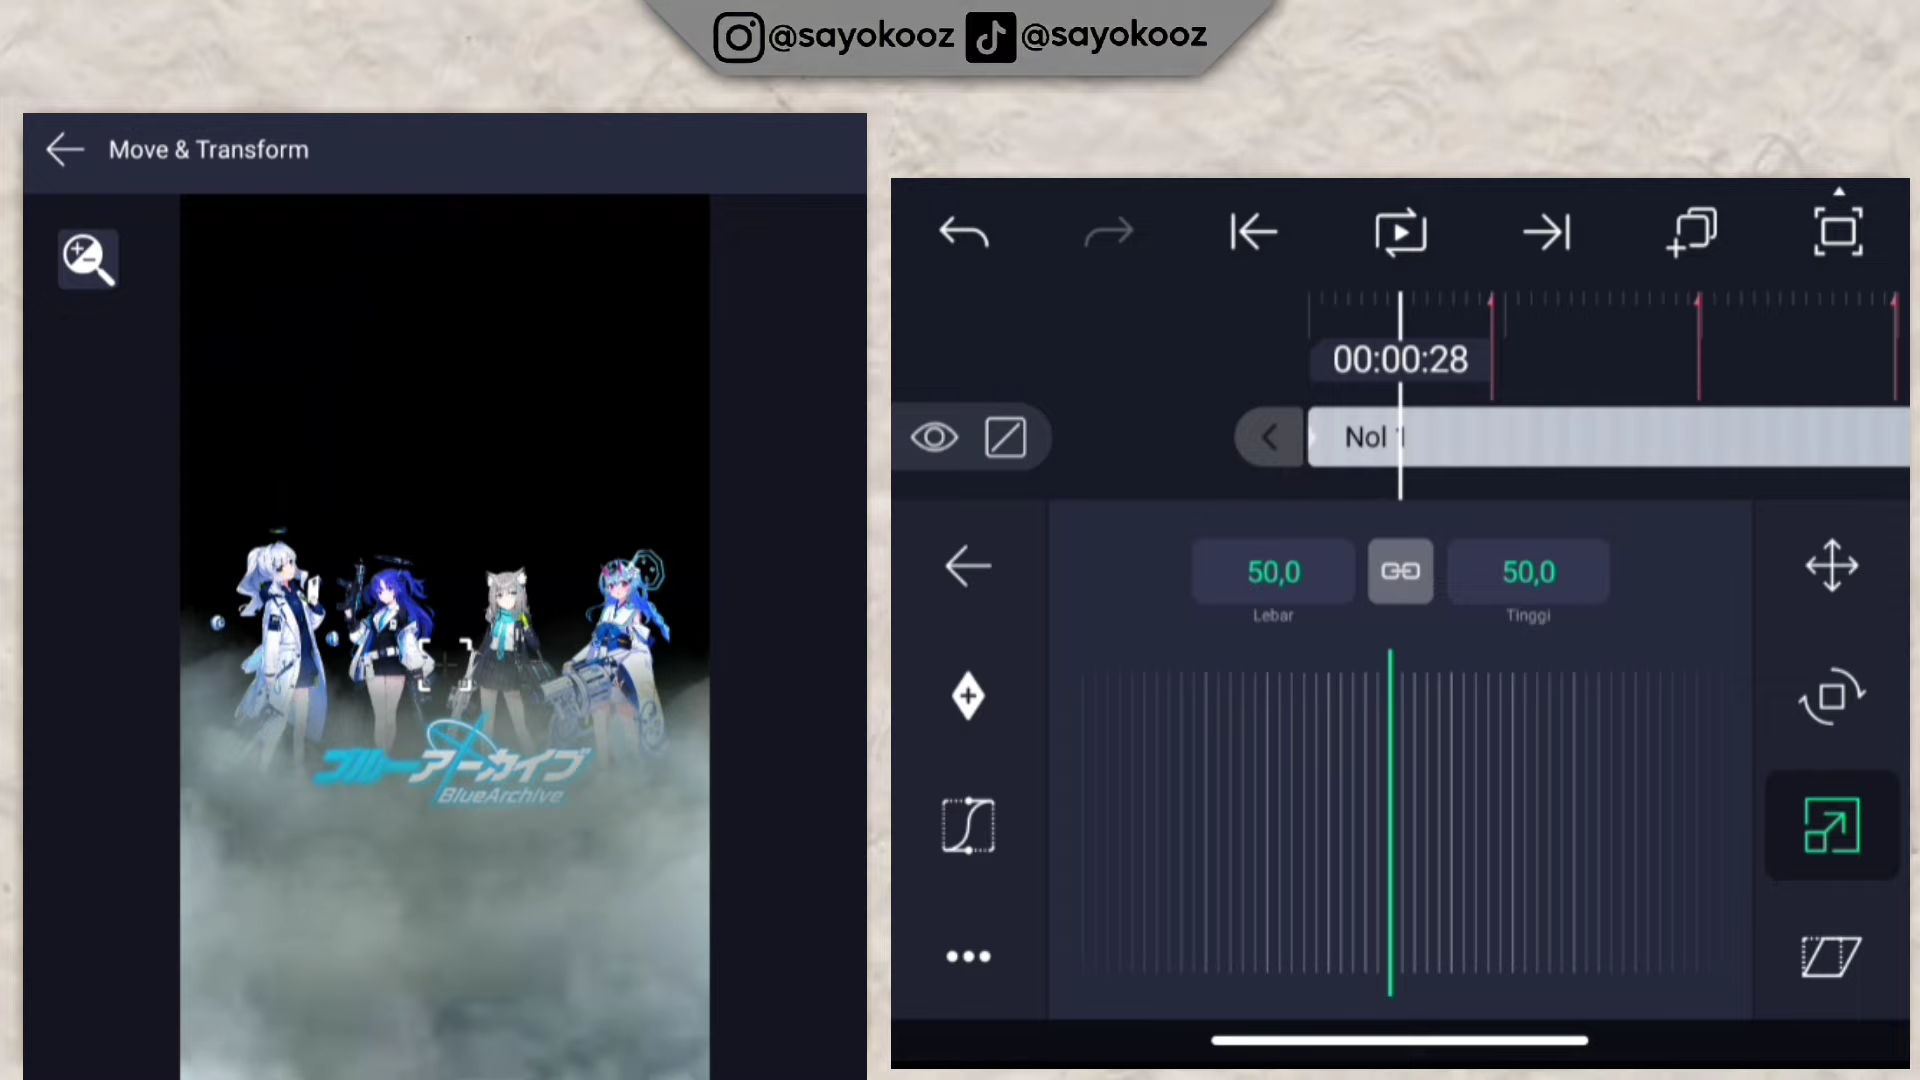 @sayokooz @sayokooz
Move & Transform
ブルーアーカイブ
BlueArchive
00:00:28
Nol 1
50,0 50,0
Lebar Tinggi